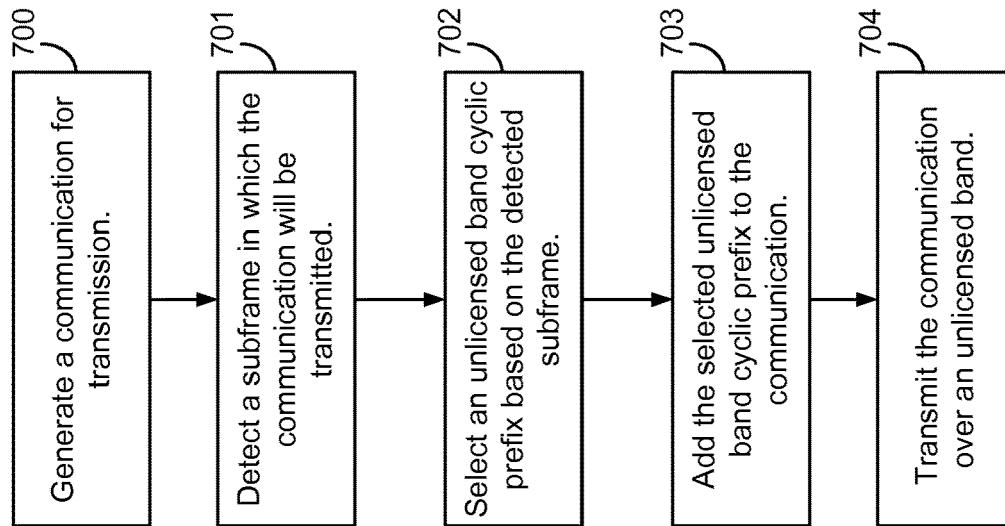 700
Generate a communication for
transmission.
701
Detect a subframe in which the
communication will be
transmitted.
702
Select an unlicensed band cyclic
prefix based on the detected
subframe.
703
Add the selected unlicensed
band cyclic prefix to the
communication.
704
Transmit the communication
over an unlicensed band.